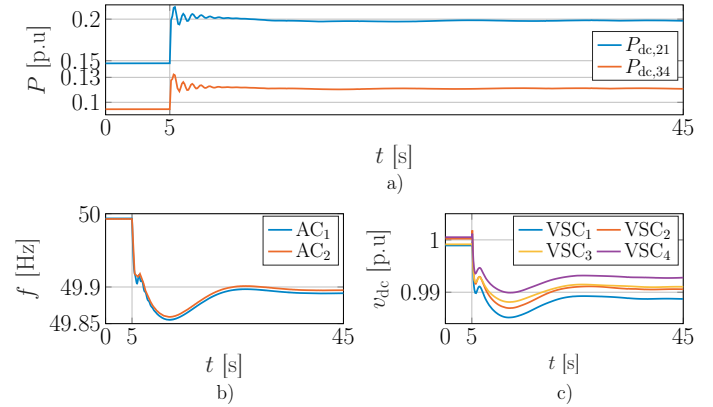 0.2
0.15
0.13
0.1
P [p.u]
P_dc,21
P_dc,34
0
5
45
t [s]
a)
50
49.9
49.85
f [Hz]
AC_1
AC_2
0
5
45
t [s]
b)
1
0.99
v_dc [p.u]
VSC_1 VSC_2
VSC_3 VSC_4
0
5
45
t [s]
c)